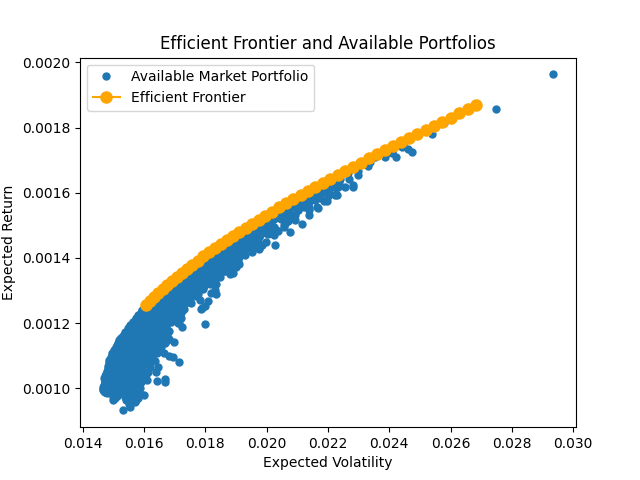 Efficient Frontier and Available Portfolios
Available Market Portfolio
Efficient Frontier
Expected Return
0.0020
0.0018
0.0016
0.0014
0.0012
0.0010
0.014 0.016 0.018 0.020 0.022 0.024 0.026 0.028 0.030
Expected Volatility